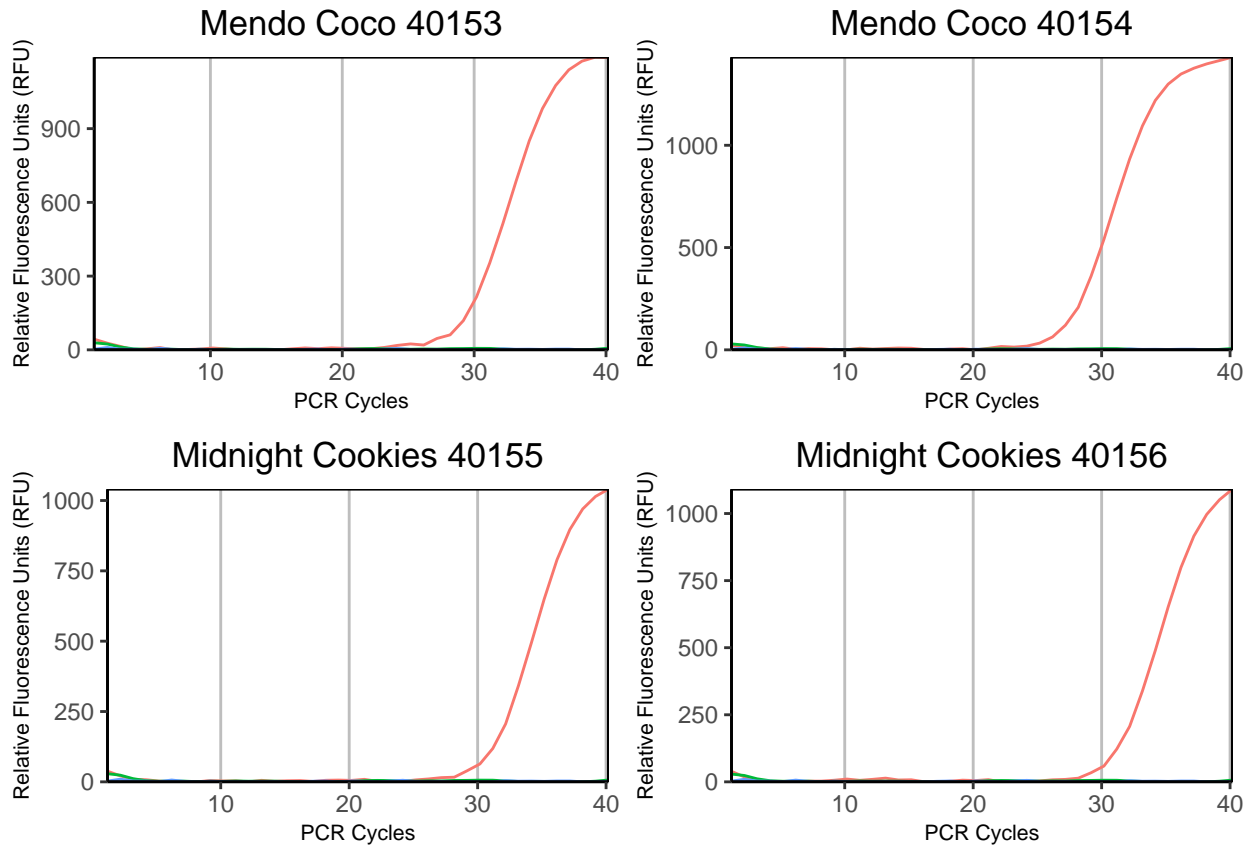 Mendo Coco 40153
Relative Fluorescence Units (RFU)
900
600
300
0
10 20 30 40
PCR Cycles
Mendo Coco 40154
Relative Fluorescence Units (RFU)
1000
500
0
10 20 30 40
PCR Cycles
Midnight Cookies 40155
Relative Fluorescence Units (RFU)
1000
750
500
250
0
10 20 30 40
PCR Cycles
Midnight Cookies 40156
Relative Fluorescence Units (RFU)
1000
750
500
250
0
10 20 30 40
PCR Cycles